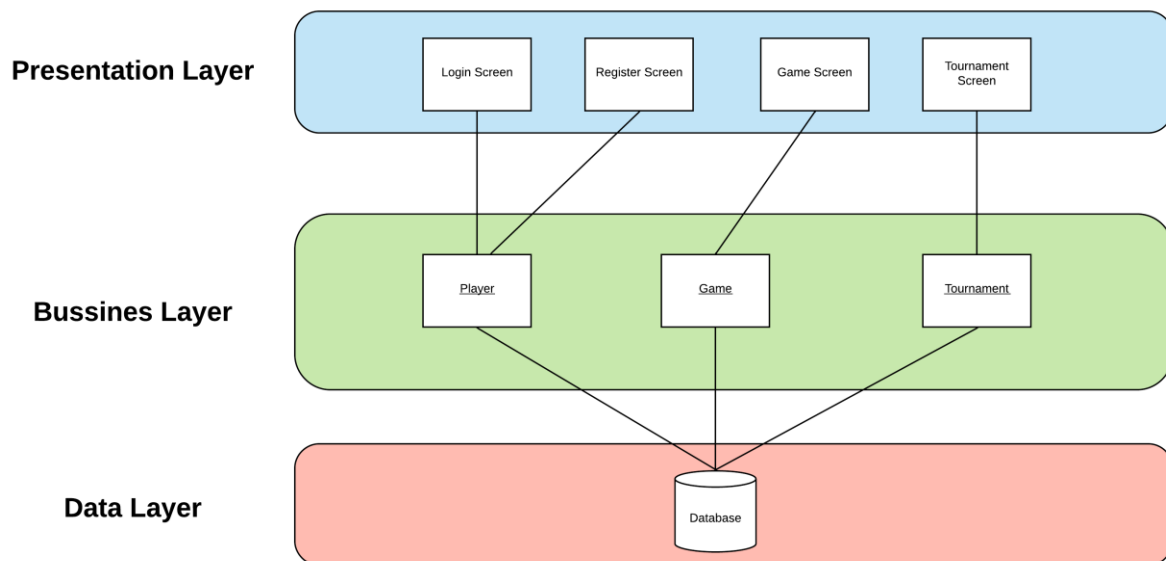 Presentation Layer
Login Screen
Register Screen
Game Screen
Tournament
Screen
Bussines Layer
Player
Game
Tournament
Data Layer
Database